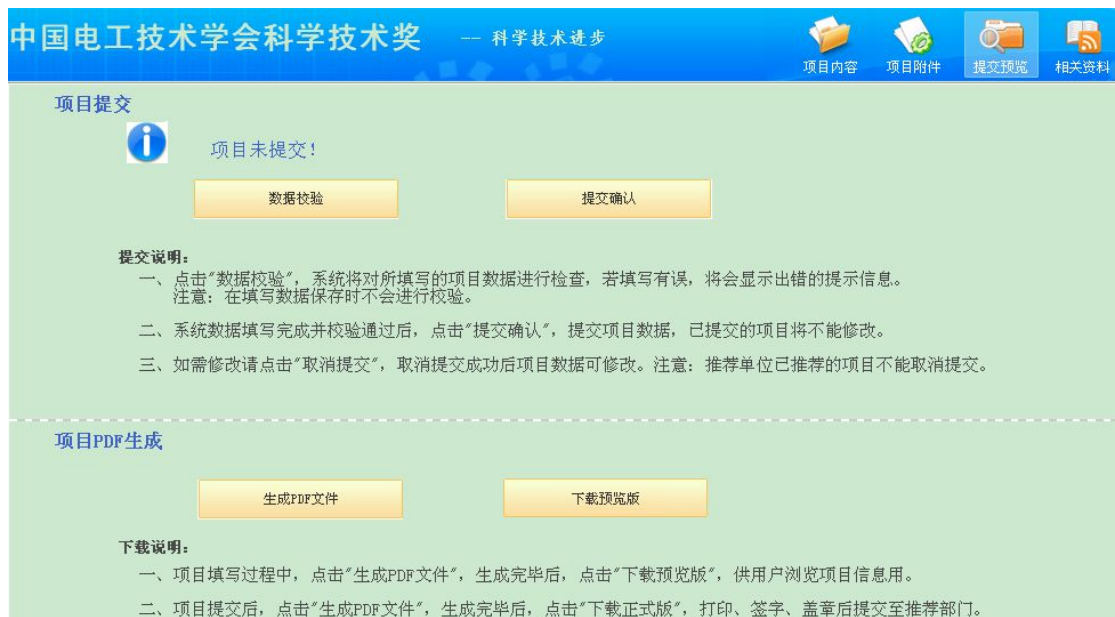 中国电工技术学会科学技术奖 -- 科学技术进步
项目内容 项目附件 提交预览 相关资料
项目提交
项目未提交!
数据校验 提交确认
提交说明:
一、点击"数据校验",系统将对所填写的项目数据进行检查,若填写有误,将会显示出错的提示信息。
注意:在填写数据保存时不会进行校验。
二、系统数据填写完成并校验通过后,点击"提交确认",提交项目数据,已提交的项目将不能修改。
三、如需修改请点击"取消提交",取消提交成功后项目数据可修改。注意:推荐单位已推荐的项目不能取消提交。
项目PDF生成
生成PDF文件 下载预览版
下载说明:
一、项目填写过程中,点击"生成PDF文件",生成完毕后,点击"下载预览版",供用户浏览项目信息用。
二、项目提交后,点击"生成PDF文件",生成完毕后,点击"下载正式版",打印、签字、盖章后提交至推荐部门。